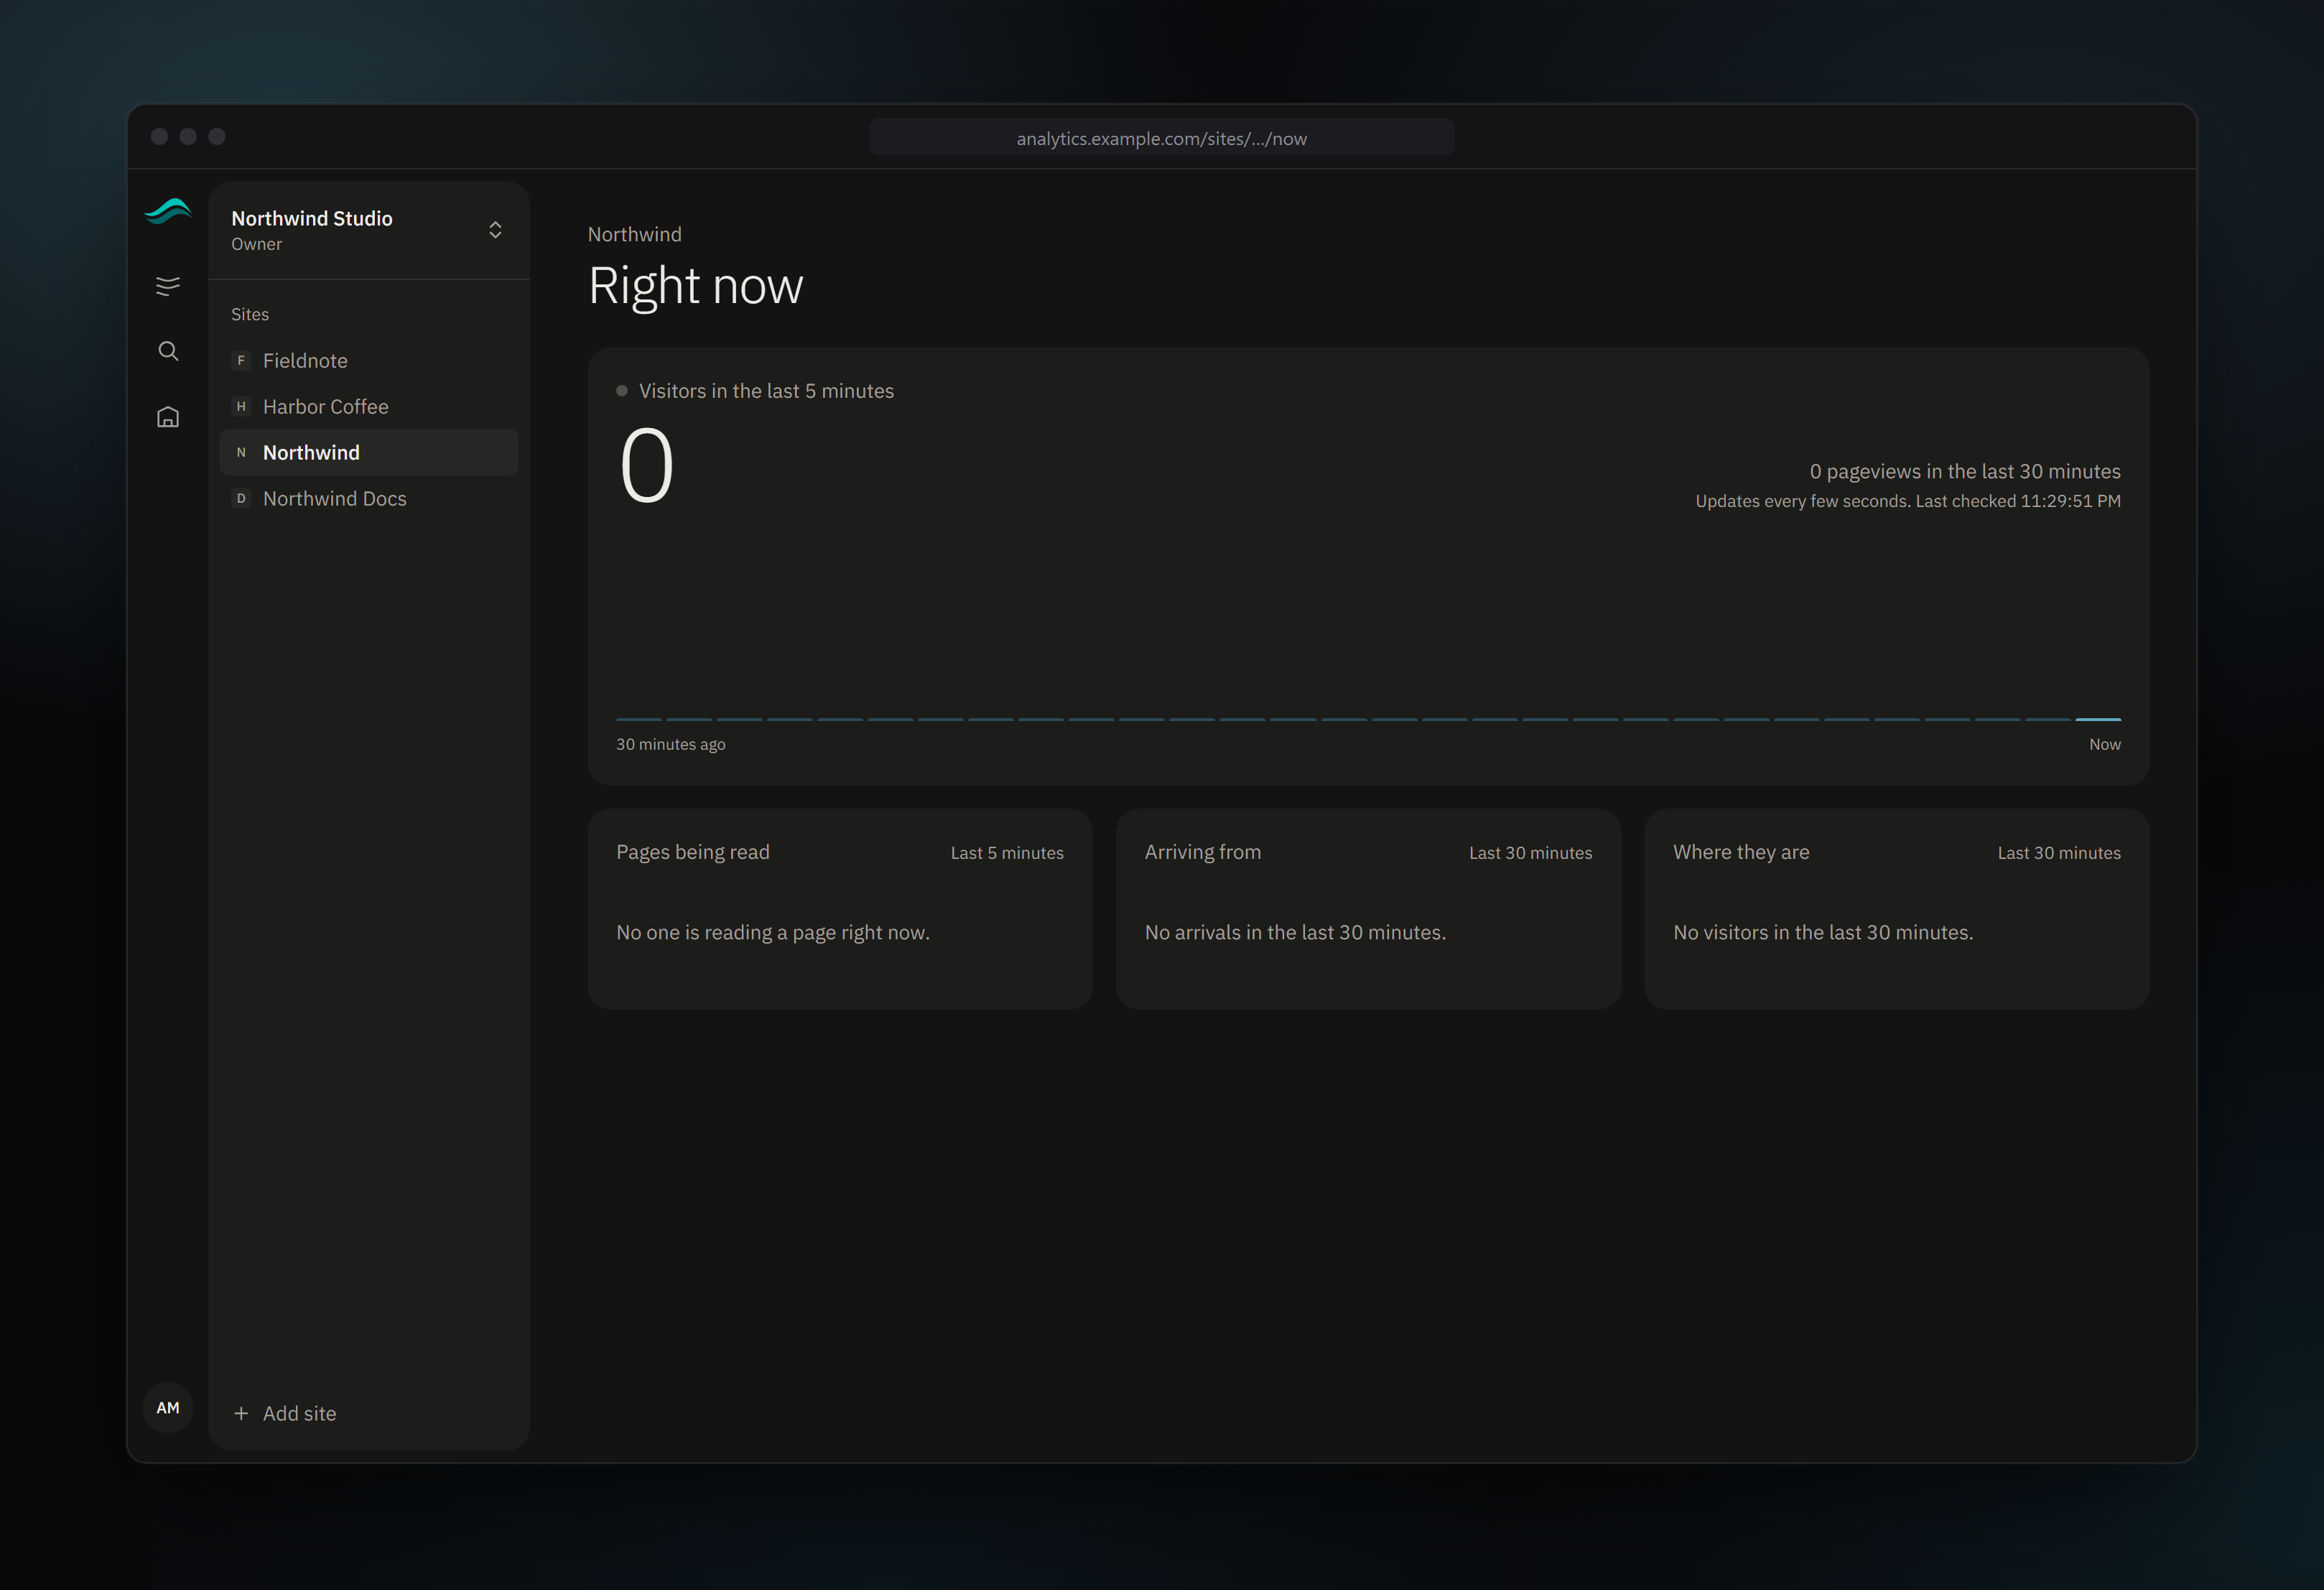 analytics.example.com/sites/.../now
Northwind Studio
Owner
Sites
F Fieldnote
H Harbor Coffee
N Northwind
D Northwind Docs
+ Add site
AM
Northwind
Right now
Visitors in the last 5 minutes
0
0 pageviews in the last 30 minutes
Updates every few seconds. Last checked 11:29:51 PM
30 minutes ago
Now
Pages being read
Last 5 minutes
No one is reading a page right now.
Arriving from
Last 30 minutes
No arrivals in the last 30 minutes.
Where they are
Last 30 minutes
No visitors in the last 30 minutes.